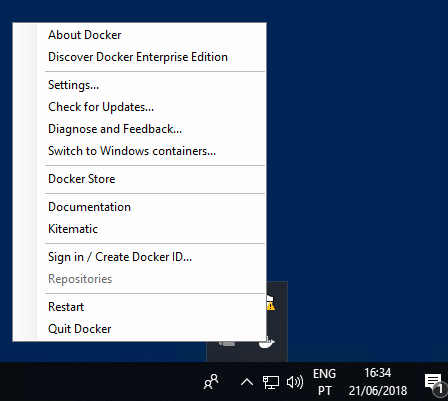 About Docker
Discover Docker Enterprise Edition
Settings...
Check for Updates...
Diagnose and Feedback...
Switch to Windows containers...
Docker Store
Documentation
Kitematic
Sign in / Create Docker ID...
Repositories
Restart
Quit Docker
ENG 16:34
PT 21/06/2018
1